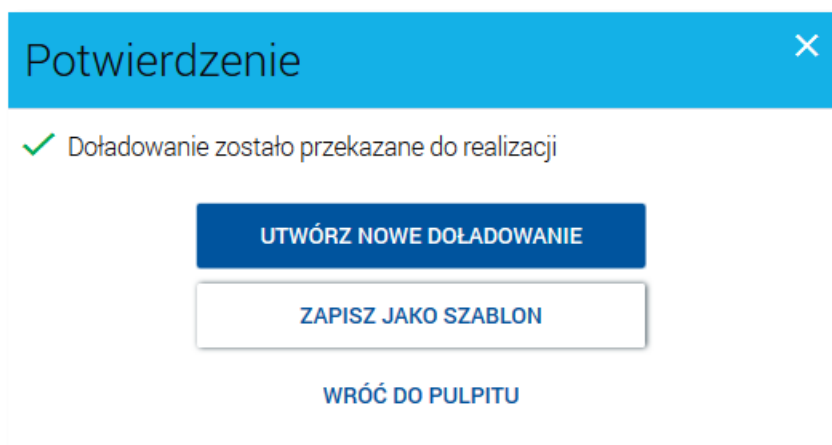 Potwierdzenie
Doładowanie zostało przekazane do realizacji
UTWÓRZ NOWE DOŁADOWANIE
ZAPISZ JAKO SZABLON
WRÓĆ DO PULPITU